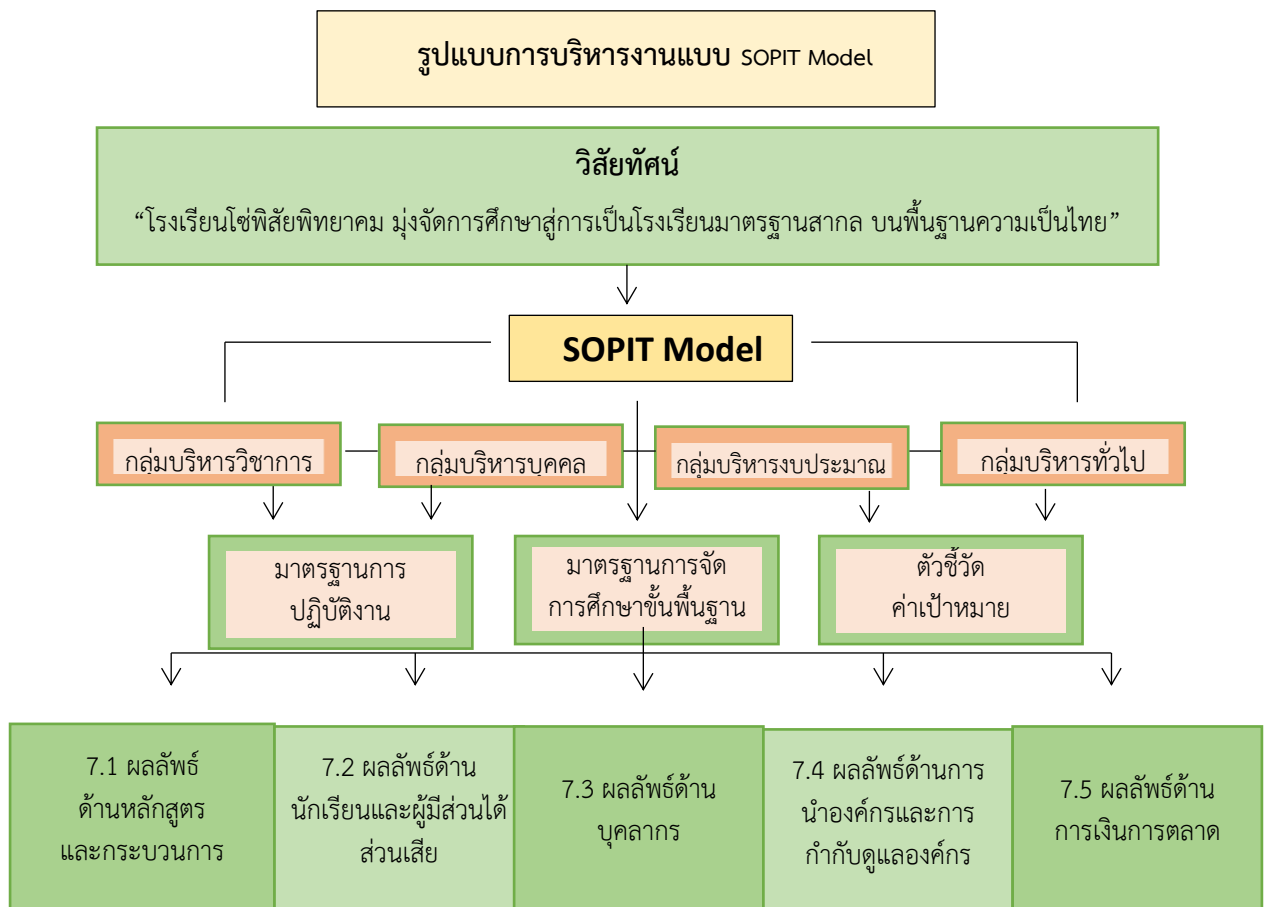 รูปแบบการบริหารงานแบบ SOPIT Model
วิสัยทัศน์
“โรงเรียนโซ่พิสัยพิทยาคม มุ่งจัดการศึกษาสู่การเป็นโรงเรียนมาตรฐานสากล บนพื้นฐานความเป็นไทย”
SOPIT Model
กลุ่มบริหารวิชาการ
กลุ่มบริหารบุคคล
กลุ่มบริหารงบประมาณ
กลุ่มบริหารทั่วไป
มาตรฐานการ
ปฏิบัติงาน
มาตรฐานการจัด
การศึกษาขั้นพื้นฐาน
ตัวชี้วัด
ค่าเป้าหมาย
7.1 ผลลัพธ์
ด้านหลักสูตร
และกระบวนการ
7.2 ผลลัพธ์ด้าน
นักเรียนและผู้มีส่วนได้
ส่วนเสีย
7.3 ผลลัพธ์ด้าน
บุคลากร
7.4 ผลลัพธ์ด้านการ
นำองค์กรและการ
กำกับดูแลองค์กร
7.5 ผลลัพธ์ด้าน
การเงินการตลาด